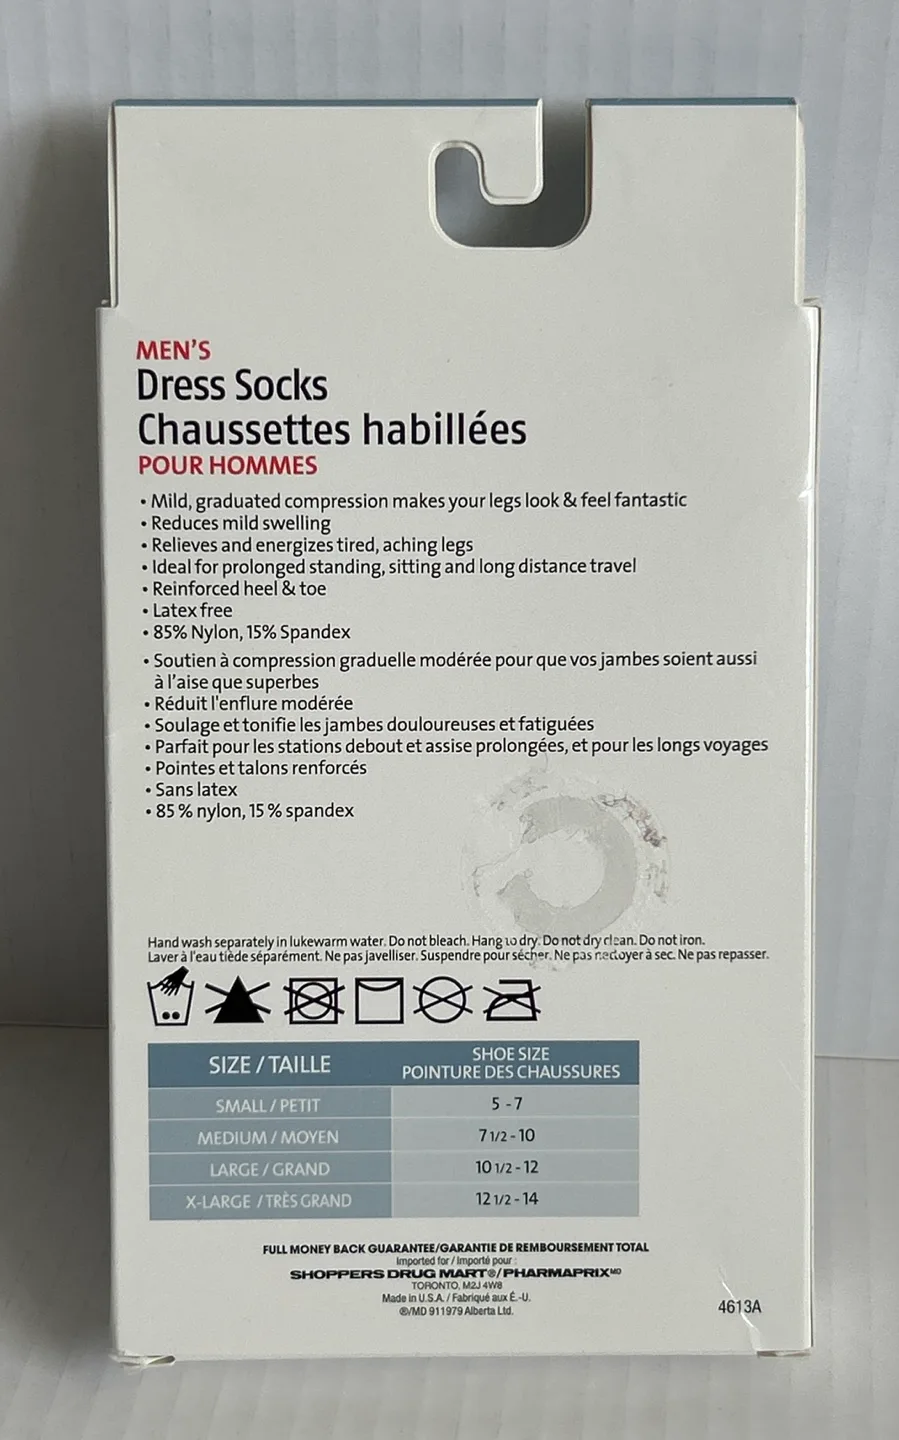 MEN'S
Dress Socks
Chaussettes habillées
POUR HOMMES
• Mild, graduated compression makes your legs look & feel fantastic
• Reduces mild swelling
• Relieves and energizes tired, aching legs
• Ideal for prolonged standing, sitting and long distance travel
• Reinforced heel & toe
• Latex free
• 85% Nylon, 15% Spandex
• Soutien à compression graduelle modérée pour que vos jambes soient aussi
à l'aise que superbes
• Réduit l'enflure modérée
• Soulage et tonifie les jambes douloureuses et fatiguées
• Parfait pour les stations debout et assise prolongées, et pour les longs voyages
• Pointes et talons renforcés
• Sans latex
• 85 % nylon, 15 % spandex
Hand wash separately in lukewarm water. Do not bleach. Hang to dry. Do not dry clean. Do not iron.
Laver à l'eau tiède séparément. Ne pas javelliser. Suspendre pour sécher. Ne pas nettoyer à sec. Ne pas repasser.
SIZE / TAILLE SHOE SIZE
POINTURE DES CHAUSSURES
SMALL / PETIT 5 - 7
MEDIUM / MOYEN 7 1/2 - 10
LARGE / GRAND 10 1/2 - 12
X-LARGE / TRÈS GRAND 12 1/2 - 14
FULL MONEY BACK GUARANTEE/GARANTIE DE REMBOURSEMENT TOTAL
Imported for / Importé pour :
SHOPPERS DRUG MART®/PHARMAPRIX MD
TORONTO, M2J 4W8
Made in U.S.A. / Fabriqué aux É.-U.
®/MD 911979 Alberta Ltd.
4613A